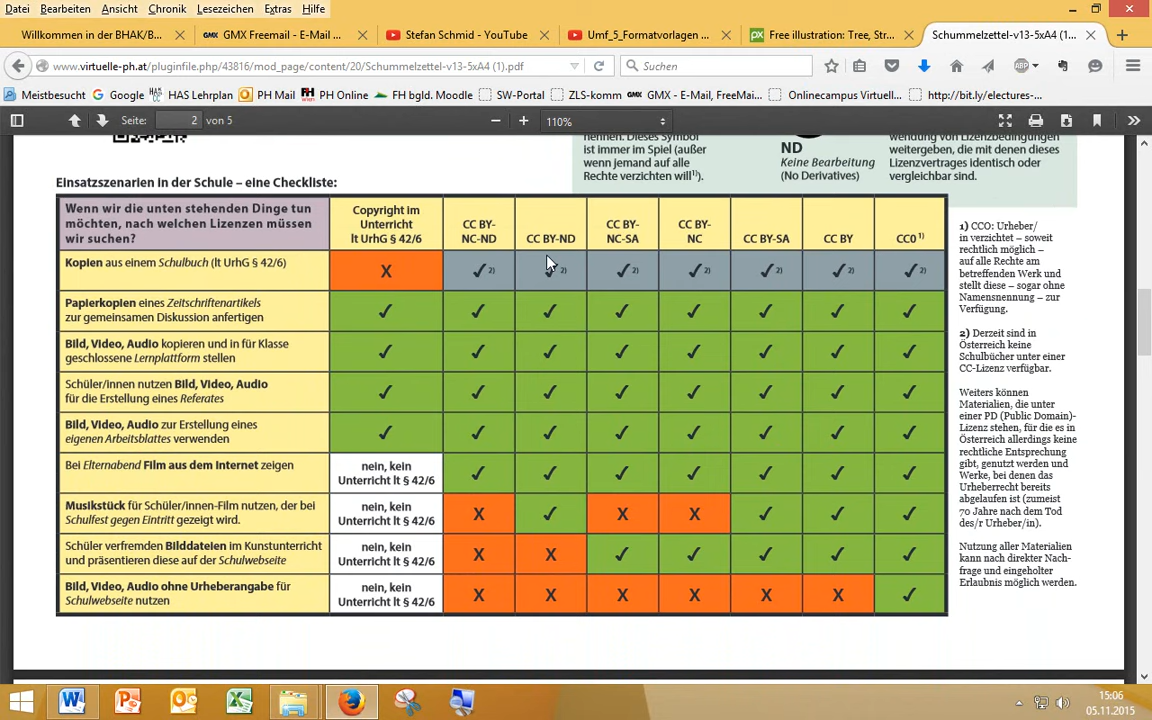 Datei Bearbeiten Ansicht Chronik Lesezeichen Extras Hilfe
Willkommen in der BHAK/B... GMX Freemail - E-Mail ... Stefan Schmid - YouTube Umf_5_Formatvorlagen ... Free illustration: Tree, Str... Schummelzettel-v13-5xA4 (1...
www.virtuelle-ph.at/pluginfile.php/43816/mod_page/content/20/Schummelzettel-v13-5xA4 (1).pdf Suchen ABP
Meistbesucht Google HAS Lehrplan PH Mail PH Online FH bgld. Moodle SW-Portal ZLS-komm GMX - E-Mail, FreeMai... Onlinecampus Virtuell... http://bit.ly/electures-...
Seite: 2 von 5 110%
nennen. Dieses Symbol
ist immer im Spiel (außer
wenn jemand auf alle
Rechte verzichten will¹⁾).
ND
Keine Bearbeitung
(No Derivatives)
wendung von Lizenzbedingungen
weitergeben, die mit denen dieses
Lizenzvertrages identisch oder
vergleichbar sind.
Einsatzszenarien in der Schule – eine Checkliste:
Wenn wir die unten stehenden Dinge tun
möchten, nach welchen Lizenzen müssen
wir suchen?
Copyright im
Unterricht
lt UrhG § 42/6
CC BY-
NC-ND
CC BY-ND
CC BY-
NC-SA
CC BY-
NC
CC BY-SA
CC BY
CC0 ¹⁾
Kopien aus einem Schulbuch (lt UrhG § 42/6)
X ✓²⁾ ✓²⁾ ✓²⁾ ✓²⁾ ✓²⁾ ✓²⁾ ✓²⁾
Papierkopien eines Zeitschriftenartikels
zur gemeinsamen Diskussion anfertigen
✓ ✓ ✓ ✓ ✓ ✓ ✓ ✓
Bild, Video, Audio kopieren und in für Klasse
geschlossene Lernplattform stellen
✓ ✓ ✓ ✓ ✓ ✓ ✓ ✓
Schüler/innen nutzen Bild, Video, Audio
für die Erstellung eines Referates
✓ ✓ ✓ ✓ ✓ ✓ ✓ ✓
Bild, Video, Audio zur Erstellung eines
eigenen Arbeitsblattes verwenden
✓ ✓ ✓ ✓ ✓ ✓ ✓ ✓
Bei Elternabend Film aus dem Internet zeigen
nein, kein
Unterricht lt § 42/6
✓ ✓ ✓ ✓ ✓ ✓ ✓
Musikstück für Schüler/innen-Film nutzen, der bei
Schulfest gegen Eintritt gezeigt wird.
nein, kein
Unterricht lt § 42/6
X ✓ X X ✓ ✓ ✓
Schüler verfremden Bilddateien im Kunstunterricht
und präsentieren diese auf der Schulwebseite
nein, kein
Unterricht lt § 42/6
X X ✓ ✓ ✓ ✓ ✓
Bild, Video, Audio ohne Urheberangabe für
Schulwebseite nutzen
nein, kein
Unterricht lt § 42/6
X X X X X X ✓
1) CCO: Urheber/
in verzichtet – soweit
rechtlich möglich –
auf alle Rechte am
betreffenden Werk und
stellt diese – sogar ohne
Namensnennung – zur
Verfügung.
2) Derzeit sind in
Österreich keine
Schulbücher unter einer
CC-Lizenz verfügbar.
Weiters können
Materialien, die unter
einer PD (Public Domain)-
Lizenz stehen, für die es in
Österreich allerdings keine
rechtliche Entsprechung
gibt, genutzt werden und
Werke, bei denen das
Urheberrecht bereits
abgelaufen ist (zumeist
70 Jahre nach dem Tod
des/r Urheber/in).
Nutzung aller Materialien
kann nach direkter Nach-
frage und eingeholter
Erlaubnis möglich werden.
15:06
05.11.2015